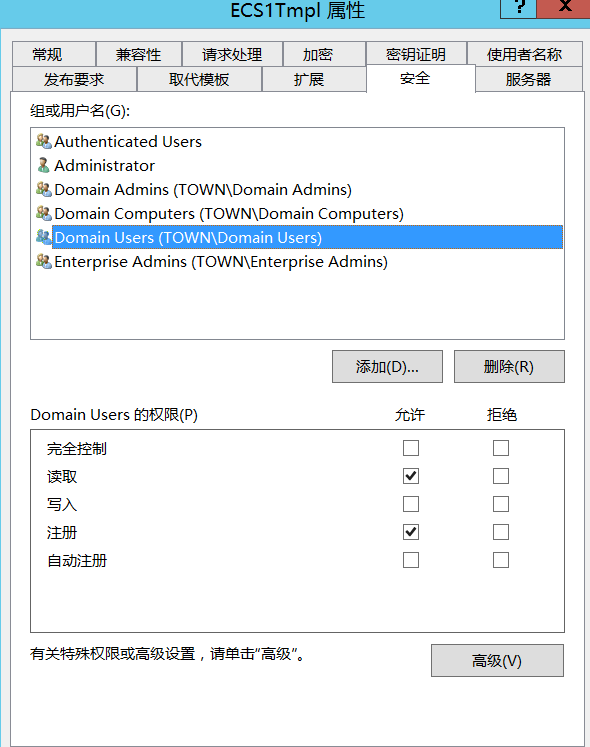 ECS1Tmpl 属性
?
x
常规 兼容性 请求处理 加密 密钥证明 使用者名称
发布要求 取代模板 扩展 安全 服务器
组或用户名(G):
Authenticated Users
Administrator
Domain Admins (TOWN\Domain Admins)
Domain Computers (TOWN\Domain Computers)
Domain Users (TOWN\Domain Users)
Enterprise Admins (TOWN\Enterprise Admins)
添加(D)... 删除(R)
Domain Users 的权限(P) 允许 拒绝
完全控制
读取
写入
注册
自动注册
有关特殊权限或高级设置，请单击“高级”。
高级(V)